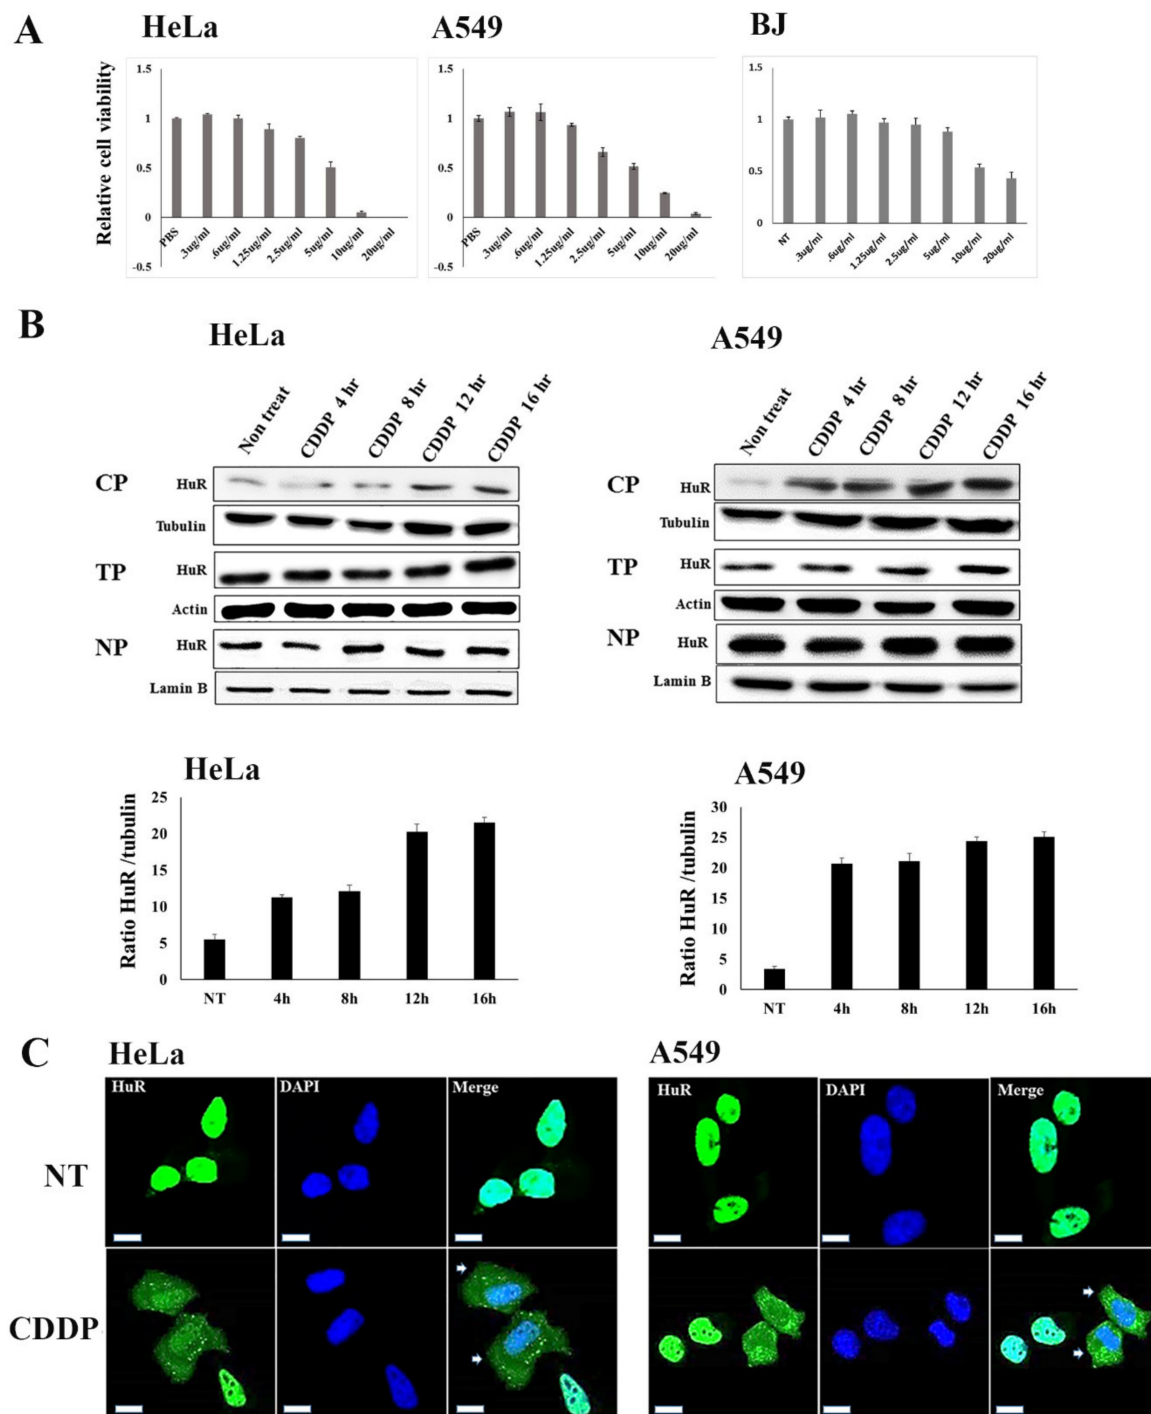 A
HeLa
A549
BJ
Relative cell viability
1.5
1
0.5
0
-0.5
PBS
.3ug/ml
.6ug/ml
1.25ug/ml
2.5ug/ml
5ug/ml
10ug/ml
20ug/ml
1.5
1
0.5
0
-0.5
PBS
.3ug/ml
.6ug/ml
1.25ug/ml
2.5ug/ml
5ug/ml
10ug/ml
20ug/ml
1.5
1
0.5
0
NT
.3ug/ml
.6ug/ml
1.25ug/ml
2.5ug/ml
5ug/ml
10ug/ml
20ug/ml
B
HeLa
Non treat
CDDP 4 hr
CDDP 8 hr
CDDP 12 hr
CDDP 16 hr
CP
HuR
Tubulin
TP
HuR
Actin
NP
HuR
Lamin B
A549
Non treat
CDDP 4 hr
CDDP 8 hr
CDDP 12 hr
CDDP 16 hr
CP
HuR
Tubulin
TP
HuR
Actin
NP
HuR
Lamin B
HeLa
Ratio HuR /tubulin
25
20
15
10
5
0
NT
4h
8h
12h
16h
A549
Ratio HuR /tubulin
30
25
20
15
10
5
0
NT
4h
8h
12h
16h
C
HeLa
A549
HuR
DAPI
Merge
HuR
DAPI
Merge
NT
CDDP